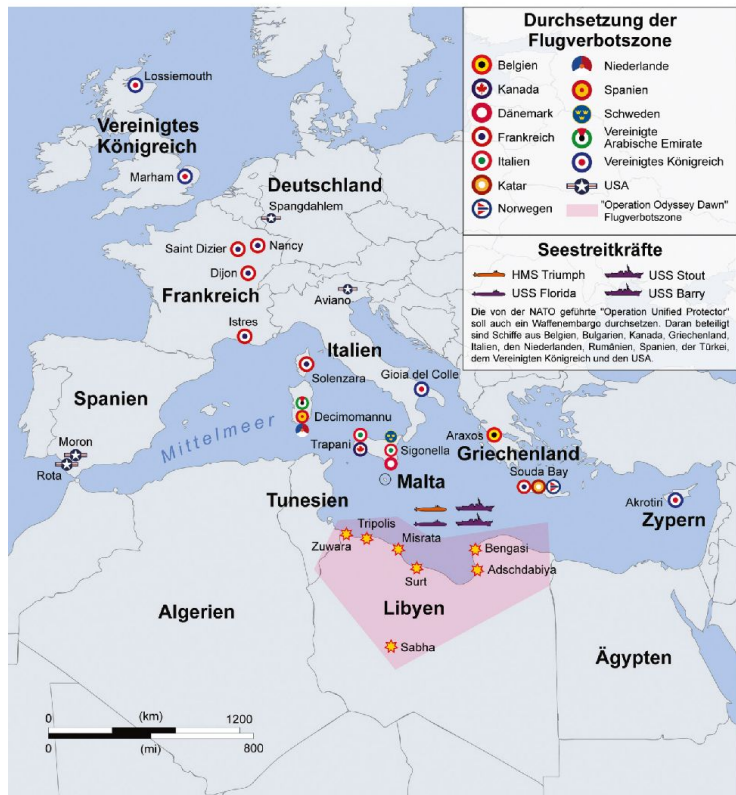 Durchsetzung der
Flugverbotszone
Belgien
Kanada
Dänemark
Frankreich
Italien
Katar
Norwegen
Niederlande
Spanien
Schweden
Vereinigte
Arabische Emirate
Vereinigtes Königreich
USA
"Operation Odyssey Dawn"
Flugverbotszone
Seestreitkräfte
HMS Triumph
USS Stout
USS Florida
USS Barry
Die von der NATO geführte "Operation Unified Protector"
soll auch ein Waffenembargo durchsetzen. Daran beteiligt
sind Schiffe aus Belgien, Bulgarien, Kanada, Griechenland,
Italien, den Niederlanden, Rumänien, Spanien, der Türkei,
dem Vereinigten Königreich und den USA.
Lossiemouth
Vereinigtes
Königreich
Marham
Deutschland
Spangdahlem
Saint Dizier
Nancy
Dijon
Frankreich
Aviano
Istres
Italien
Solenzara
Gioia del Colle
Spanien
Decimomannu
Mittelmeer
Moron
Rota
Trapani
Sigonella
Araxos
Griechenland
Souda Bay
Malta
Akrotiri
Zypern
Tunesien
Tripolis
Zuwara
Misrata
Bengasi
Surt
Adschdabiya
Algerien
Libyen
Sabha
Ägypten
(km)
0
1200
0
(mi)
800